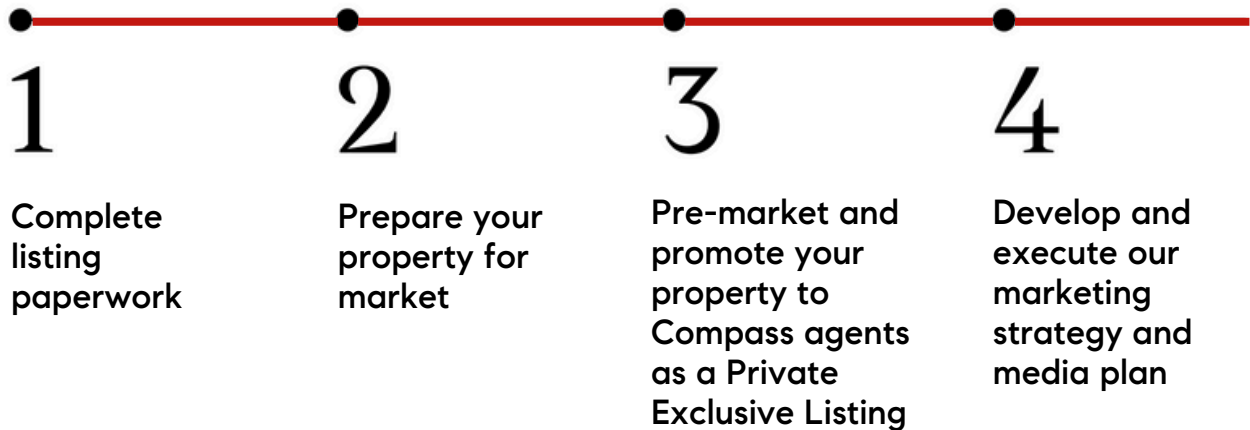 1
Complete
listing
paperwork
2
Prepare your
property for
market
3
Pre-market and
promote your
property to
Compass agents
as a Private
Exclusive Listing
4
Develop and
execute our
marketing
strategy and
media plan